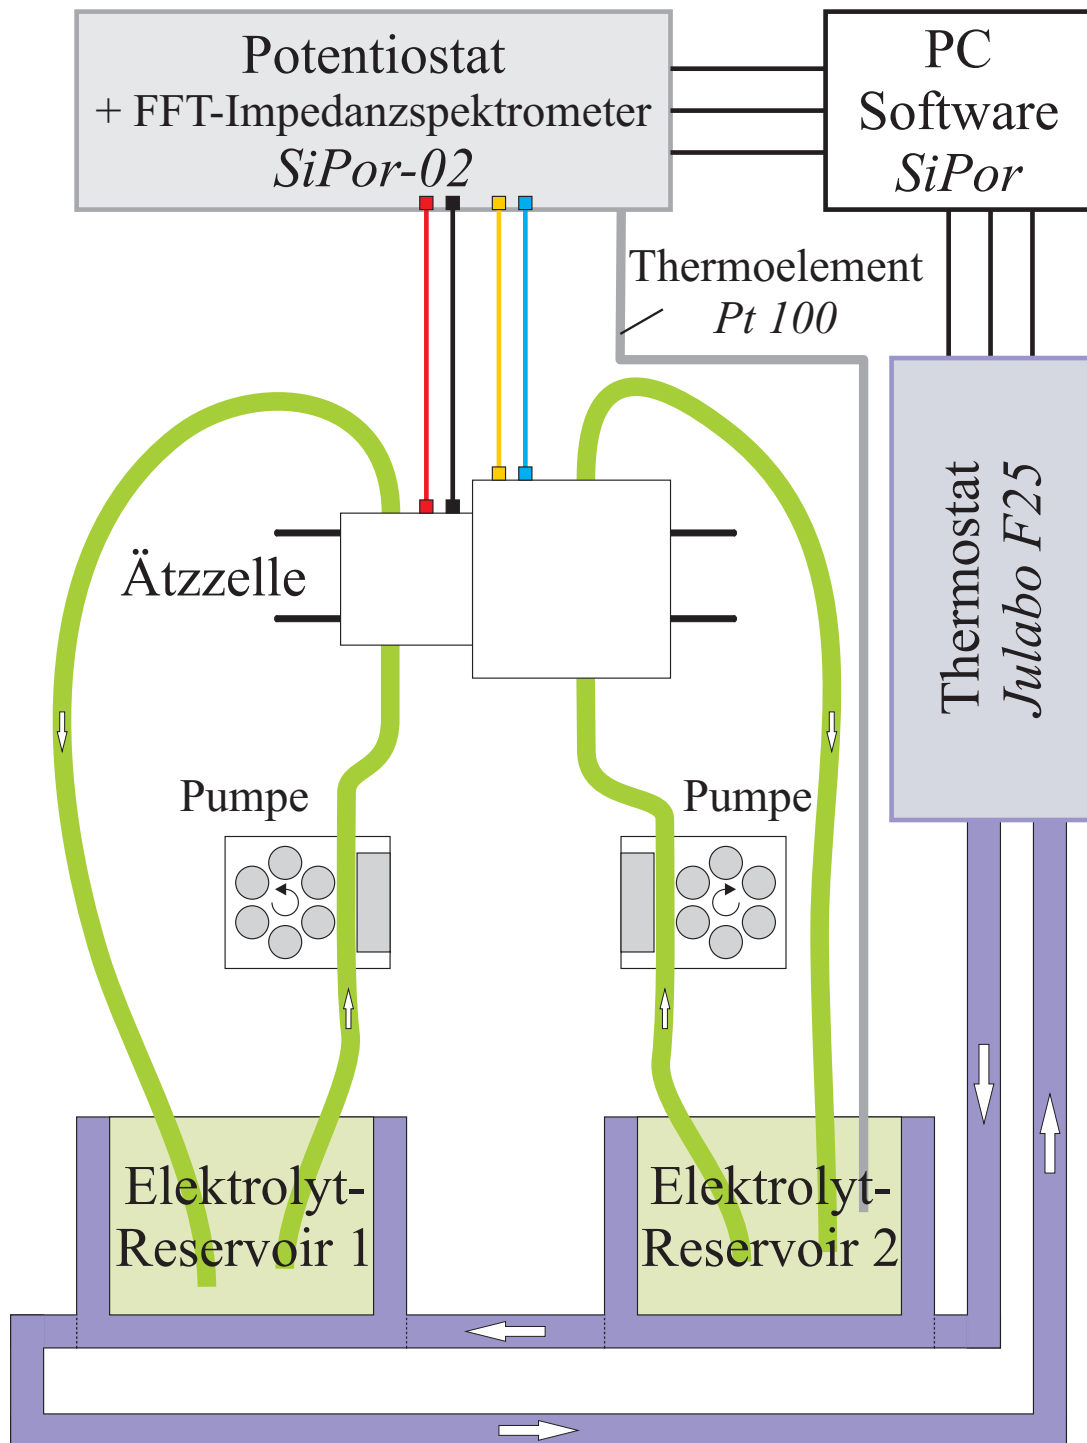 Potentiostat
+ FFT-Impedanzspektrometer
SiPor-02
PC
Software
SiPor
Thermoelement
Pt 100
Thermostat
Julabo F25
Ätzzelle
Pumpe
Pumpe
Elektrolyt-
Reservoir 1
Elektrolyt-
Reservoir 2